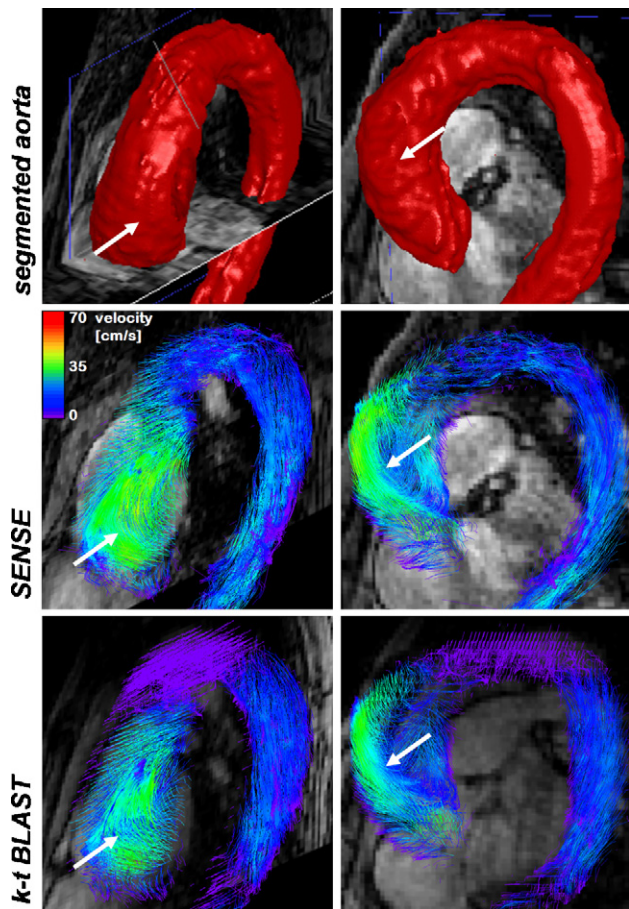 segmented aorta
70 velocity
[cm/s]
35
0
SENSE
k-t BLAST